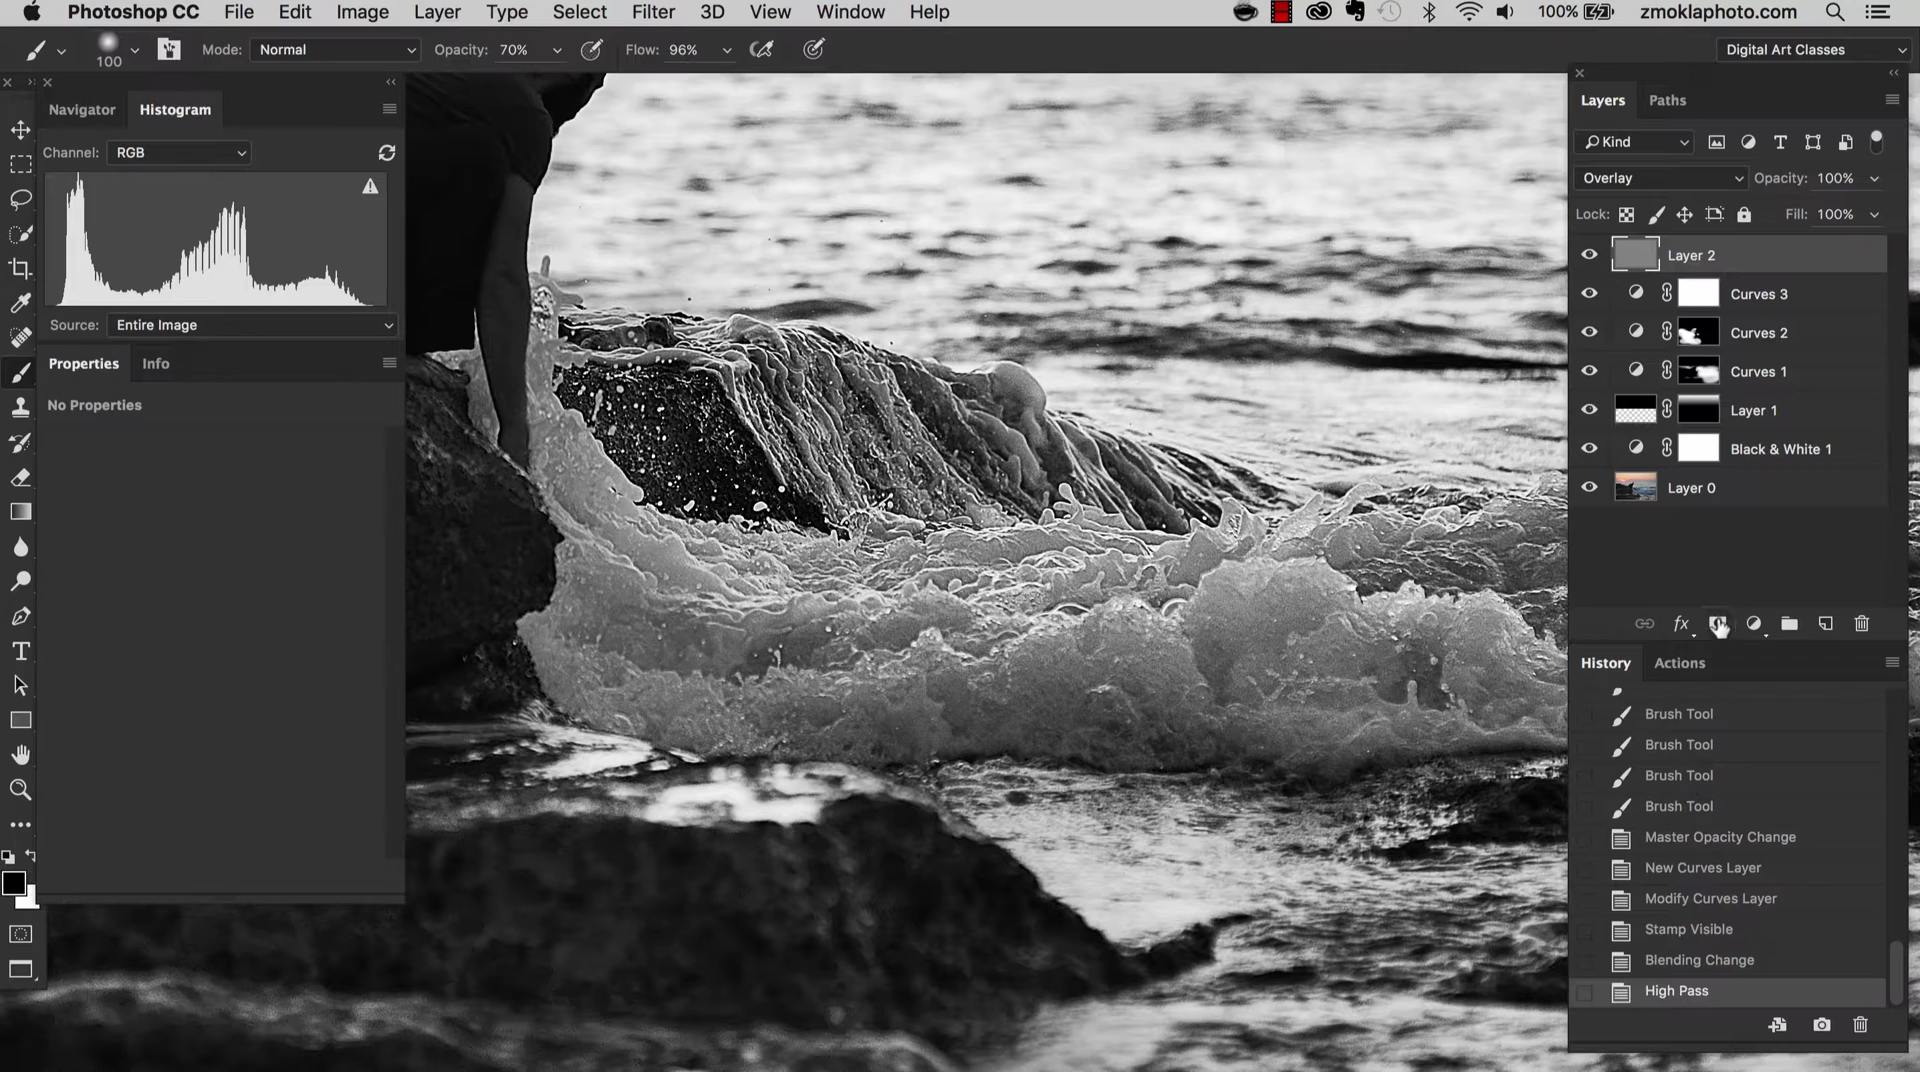 Photoshop CC File Edit Image Layer Type Select Filter 3D View Window Help 100% zmoklaphoto.com
100 Mode: Normal Opacity: 70% Flow: 96% Digital Art Classes
Navigator Histogram
Channel: RGB
Source: Entire Image
Properties Info
No Properties
Layers Paths
Kind
Overlay Opacity: 100%
Lock: Fill: 100%
Layer 2
Curves 3
Curves 2
Curves 1
Layer 1
Black & White 1
Layer 0
fx
History Actions
Brush Tool
Brush Tool
Brush Tool
Brush Tool
Master Opacity Change
New Curves Layer
Modify Curves Layer
Stamp Visible
Blending Change
High Pass